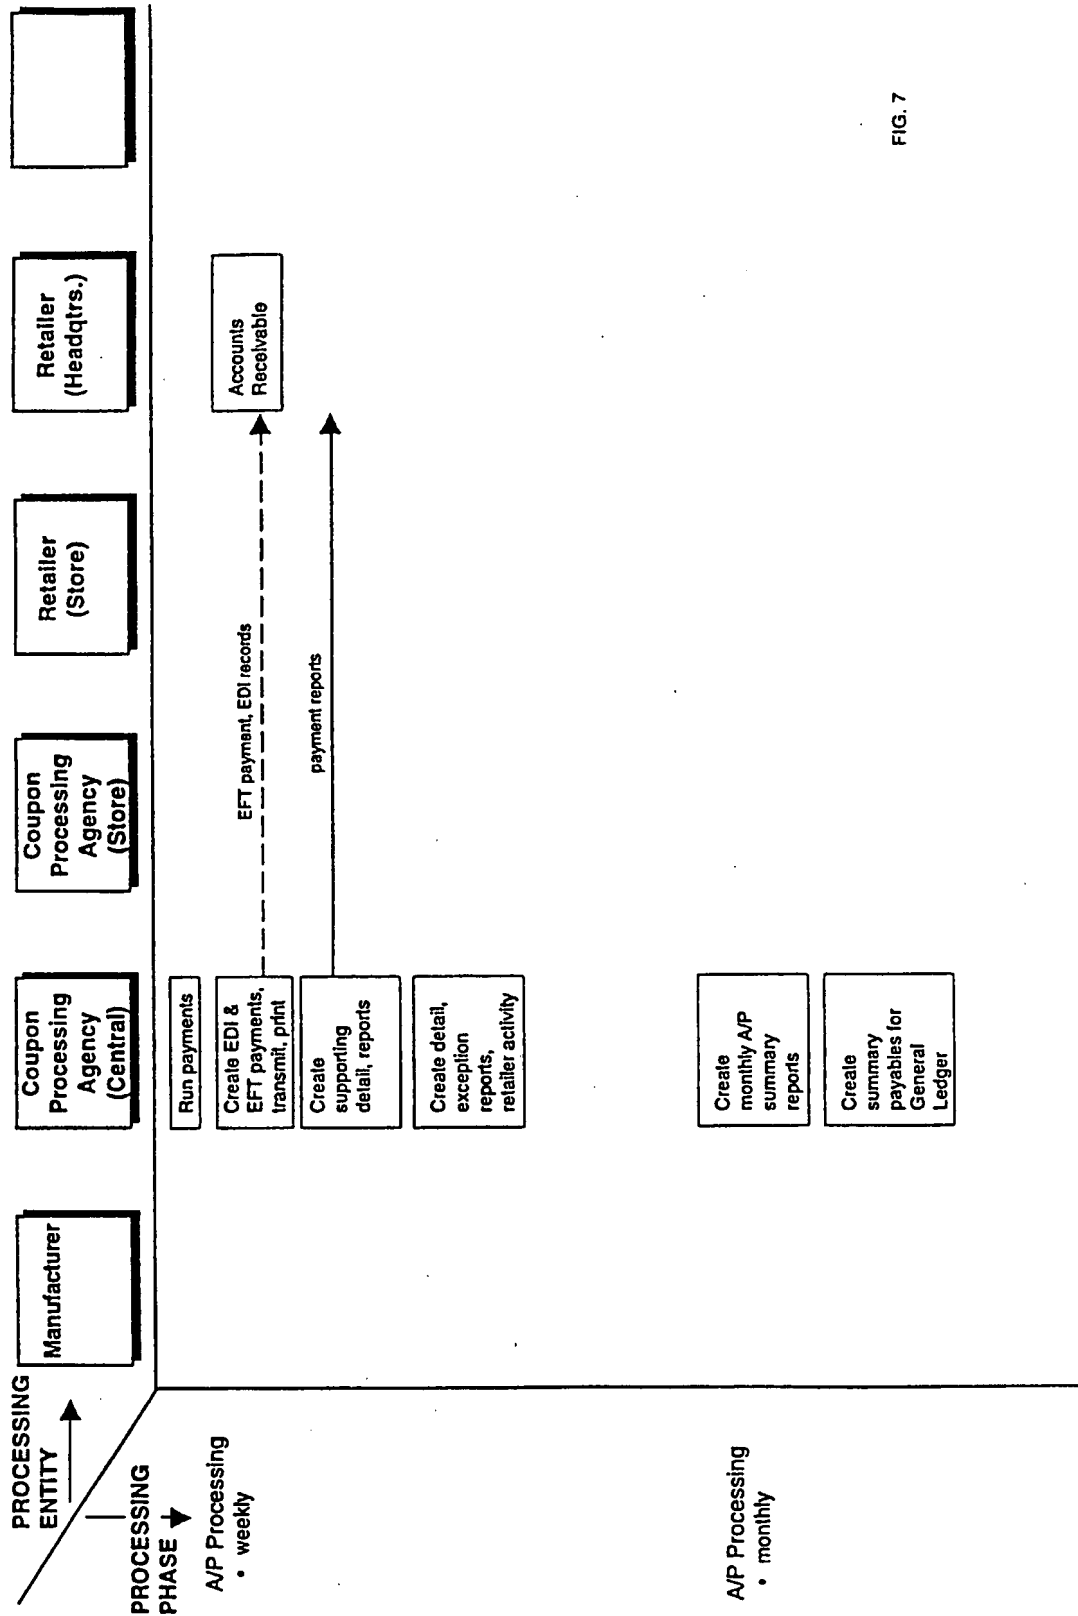 PROCESSING
ENTITY
PROCESSING
PHASE
Manufacturer
Coupon
Processing
Agency
(Central)
Coupon
Processing
Agency
(Store)
Retailer
(Store)
Retailer
(Headqtrs.)
A/P Processing
• weekly
Run payments
Create EDI &
EFT payments,
transmit, print
EFT payment, EDI records
Accounts
Receivable
Create
supporting
detail, reports
payment reports
Create detail,
exception
reports,
retailer activity
A/P Processing
• monthly
Create
monthly A/P
summary
reports
Create
summary
payables for
General
Ledger
FIG. 7